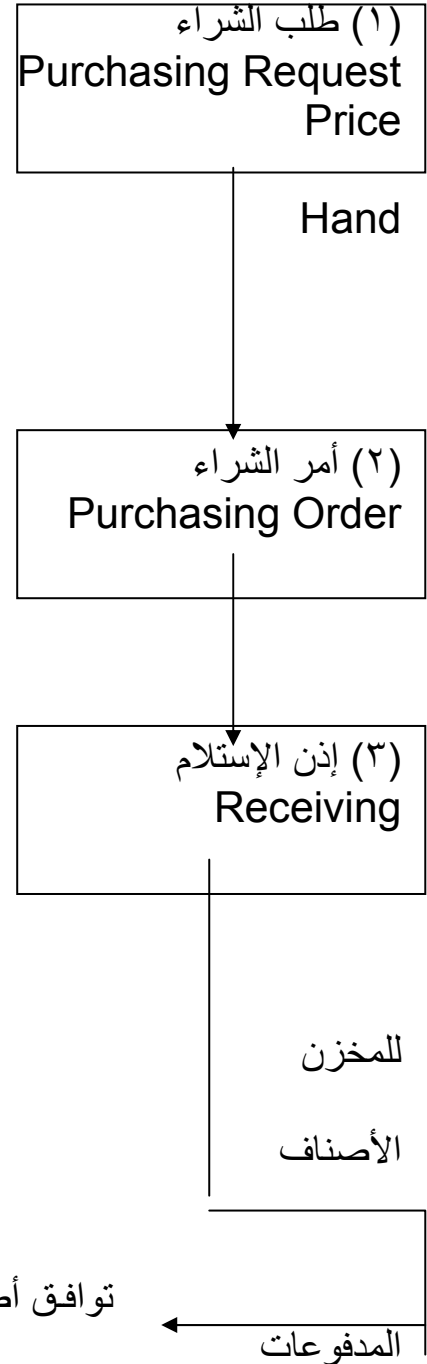 (١) طلب الشراء
Purchasing Request
Price
Hand
(٢) أمر الشراء
Purchasing Order
(٣) إذن الإستلام
Receiving
للمخزن
الأصناف
توافق
المدفوعات